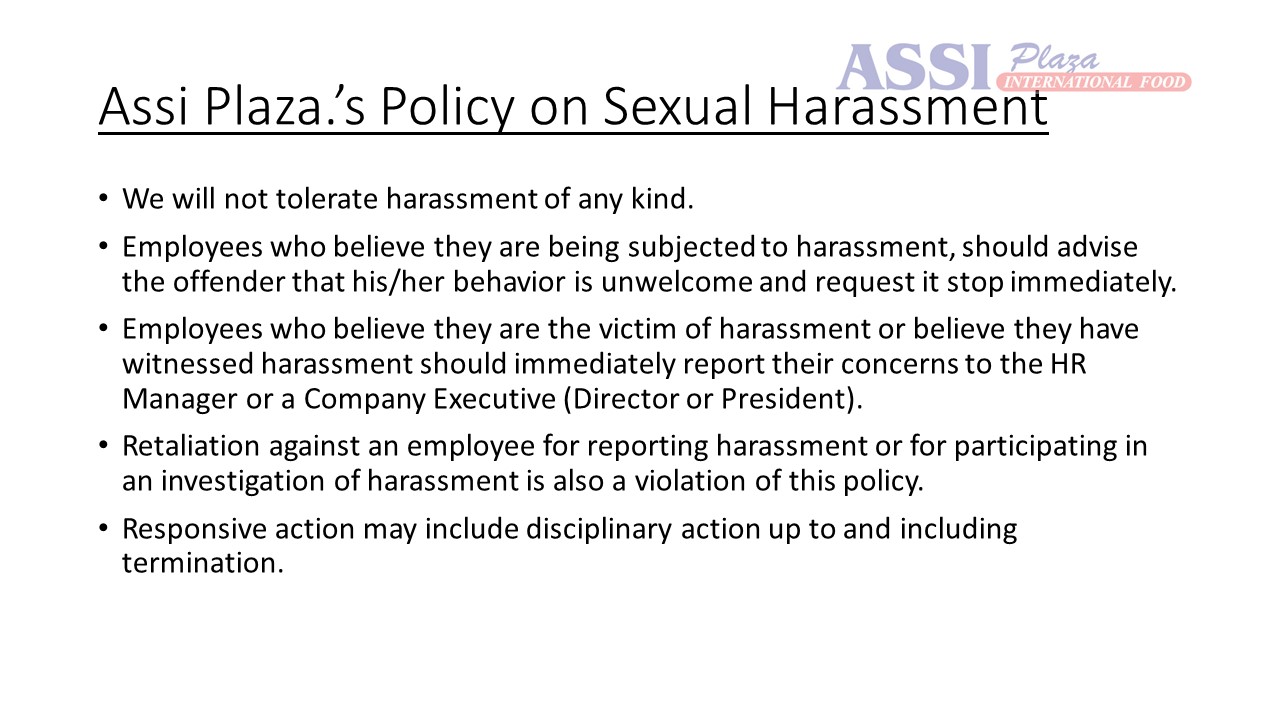 ASSI Plaza
INTERNATIONAL FOOD
Assi Plaza.’s Policy on Sexual Harassment
• We will not tolerate harassment of any kind.
• Employees who believe they are being subjected to harassment, should advise
the offender that his/her behavior is unwelcome and request it stop immediately.
• Employees who believe they are the victim of harassment or believe they have
witnessed harassment should immediately report their concerns to the HR
Manager or a Company Executive (Director or President).
• Retaliation against an employee for reporting harassment or for participating in
an investigation of harassment is also a violation of this policy.
• Responsive action may include disciplinary action up to and including
termination.